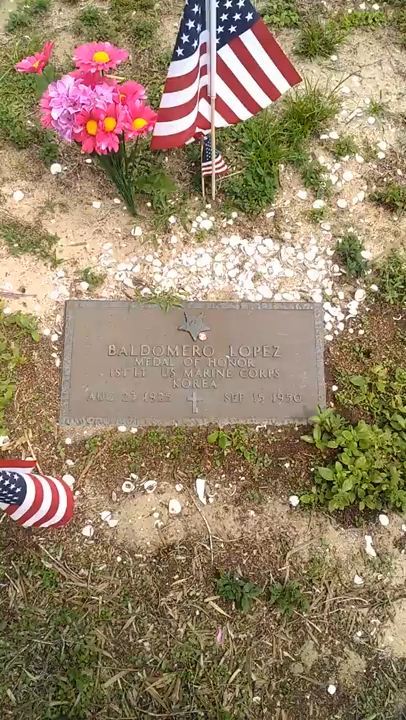 BALDOMERO LOPEZ
MEDAL OF HONOR
1ST LT US MARINE CORPS
KOREA
AUG 23 1925 SEP 15 1950